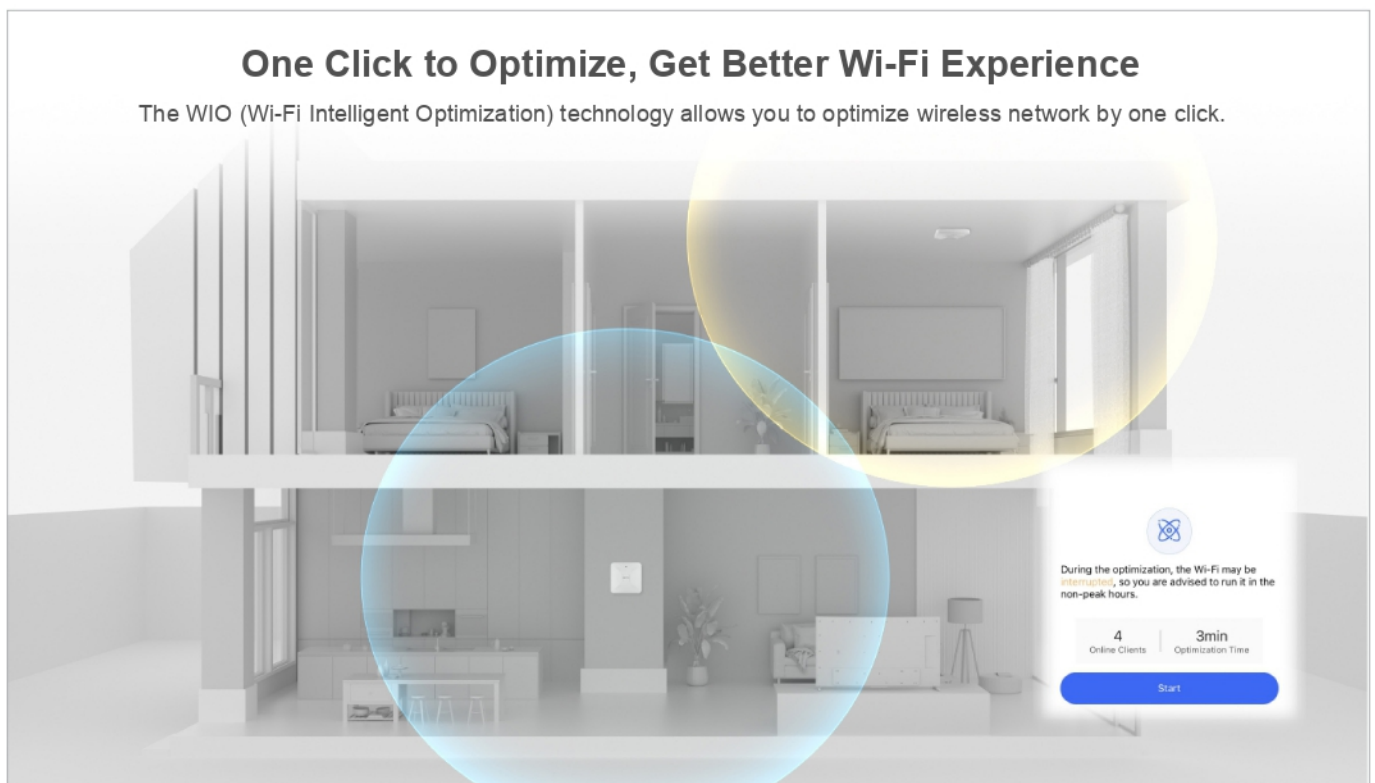 One Click to Optimize, Get Better Wi-Fi Experience
The WIO (Wi-Fi Intelligent Optimization) technology allows you to optimize wireless network by one click.
During the optimization, the Wi-Fi may be
interrupted, so you are advised to run it in the
non-peak hours.
4 3min
Online Clients Optimization Time
Start